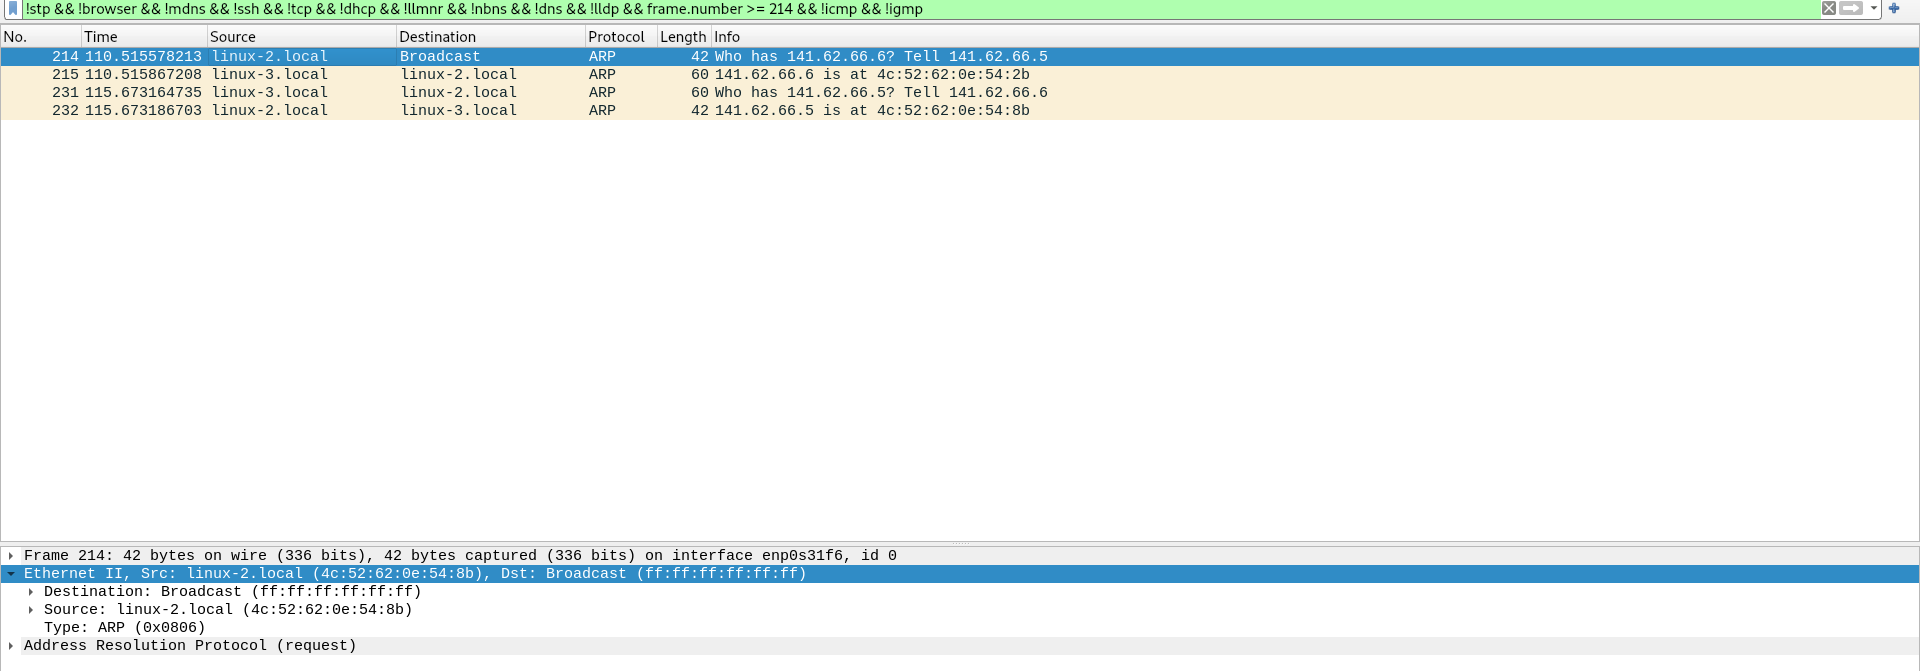 !stp && !browser && !mdns && !ssh && !tcp && !dhcp && !llmnr && !nbns && !dns && !lldp && frame.number >= 214 && !icmp && !igmp
No. Time Source Destination Protocol Length Info
214 110.515578213 linux-2.local Broadcast ARP 42 Who has 141.62.66.6? Tell 141.62.66.5
215 110.515867208 linux-3.local linux-2.local ARP 60 141.62.66.6 is at 4c:52:62:0e:54:2b
231 115.673164735 linux-3.local linux-2.local ARP 60 Who has 141.62.66.5? Tell 141.62.66.6
232 115.673186703 linux-2.local linux-3.local ARP 42 141.62.66.5 is at 4c:52:62:0e:54:8b
Frame 214: 42 bytes on wire (336 bits), 42 bytes captured (336 bits) on interface enp0s31f6, id 0
Ethernet II, Src: linux-2.local (4c:52:62:0e:54:8b), Dst: Broadcast (ff:ff:ff:ff:ff:ff)
Destination: Broadcast (ff:ff:ff:ff:ff:ff)
Source: linux-2.local (4c:52:62:0e:54:8b)
Type: ARP (0x0806)
Address Resolution Protocol (request)